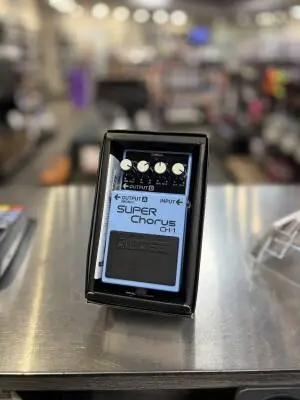 OUTPUT B
OUTPUT A
INPUT
SUPER
Chorus
CH-1
BOSS